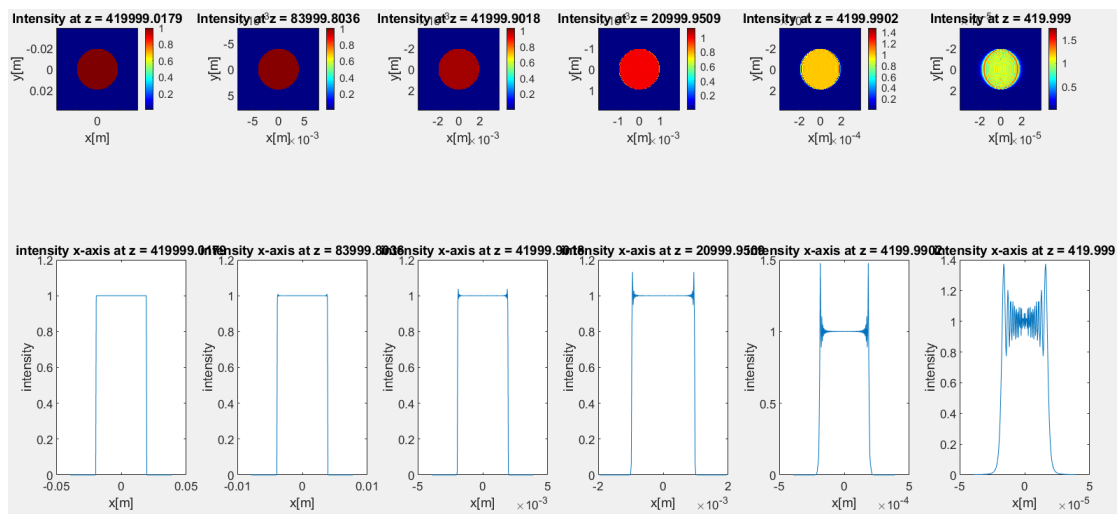 Intensity at z = 419999.0179
Intensity at z = 83999.8036
Intensity at z = 41999.9018
Intensity at z = 20999.9509
Intensity at z = 4199.9902
Intensity at z = 419.999
y[m]
-0.02
0
0.02
0
x[m]
1
0.8
0.6
0.4
0.2
y[m]
-5
0
5
-5 0 5
x[m] ×10⁻³
1
0.8
0.6
0.4
0.2
y[m]
-2
0
2
-2 0 2
x[m] ×10⁻³
1
0.8
0.6
0.4
0.2
y[m]
-1
0
1
-1 0 1
x[m] ×10⁻³
1
0.8
0.6
0.4
0.2
y[m]
-2
0
2
-2 0 2
x[m] ×10⁻⁴
1.4
1.2
1
0.8
0.6
0.4
0.2
y[m]
-2
0
2
-2 0 2
x[m] ×10⁻⁵
1.5
1
0.5
intensity x-axis at z = 419999.0179
intensity x-axis at z = 83999.8036
intensity x-axis at z = 41999.9018
intensity x-axis at z = 20999.9509
intensity x-axis at z = 4199.9902
intensity x-axis at z = 419.999
intensity
1.2
1
0.8
0.6
0.4
0.2
0
-0.05 0 0.05
x[m]
intensity
1.2
1
0.8
0.6
0.4
0.2
0
-0.01 0 0.01
x[m]
intensity
1.2
1
0.8
0.6
0.4
0.2
0
-5 0 5
x[m] ×10⁻³
intensity
1.2
1
0.8
0.6
0.4
0.2
0
-2 0 2
x[m] ×10⁻³
intensity
1.5
1
0.5
0
-5 0 5
x[m] ×10⁻⁴
intensity
1.4
1.2
1
0.8
0.6
0.4
0.2
0
-5 0 5
x[m] ×10⁻⁵